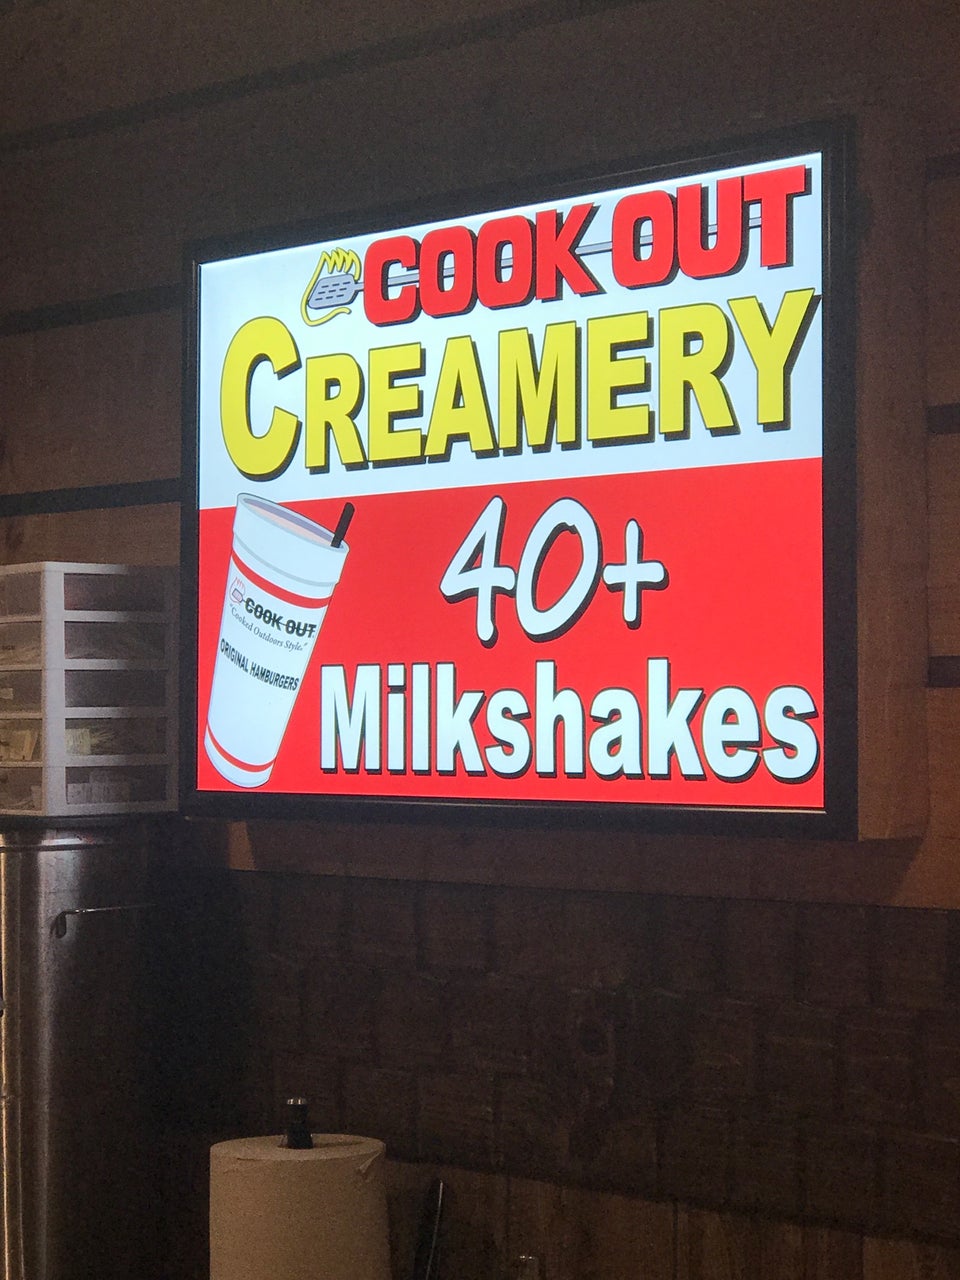 COOK OUT
CREAMERY
40+
Milkshakes
COOK OUT
"Cooked Outdoors Style."
ORIGINAL HAMBURGERS